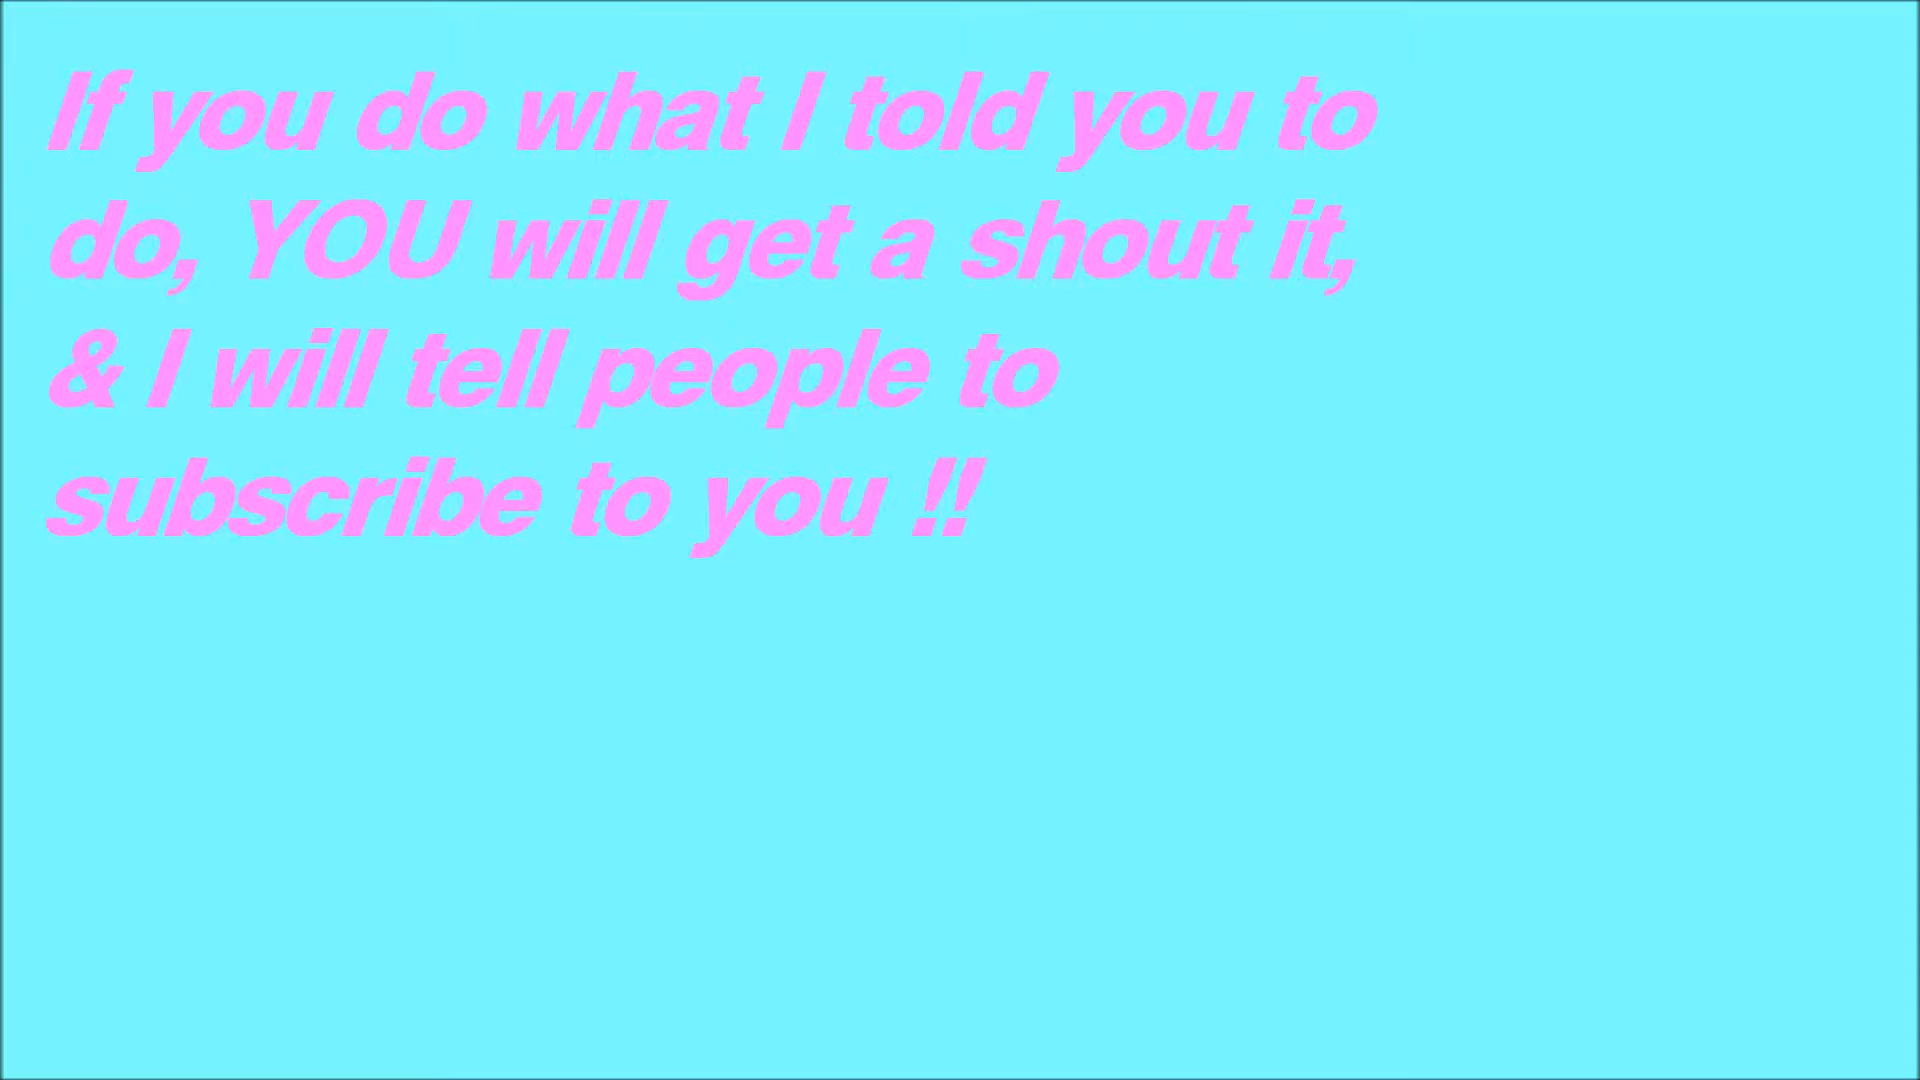 If you do what I told you to
do, YOU will get a shout it,
& I will tell people to
subscribe to you !!